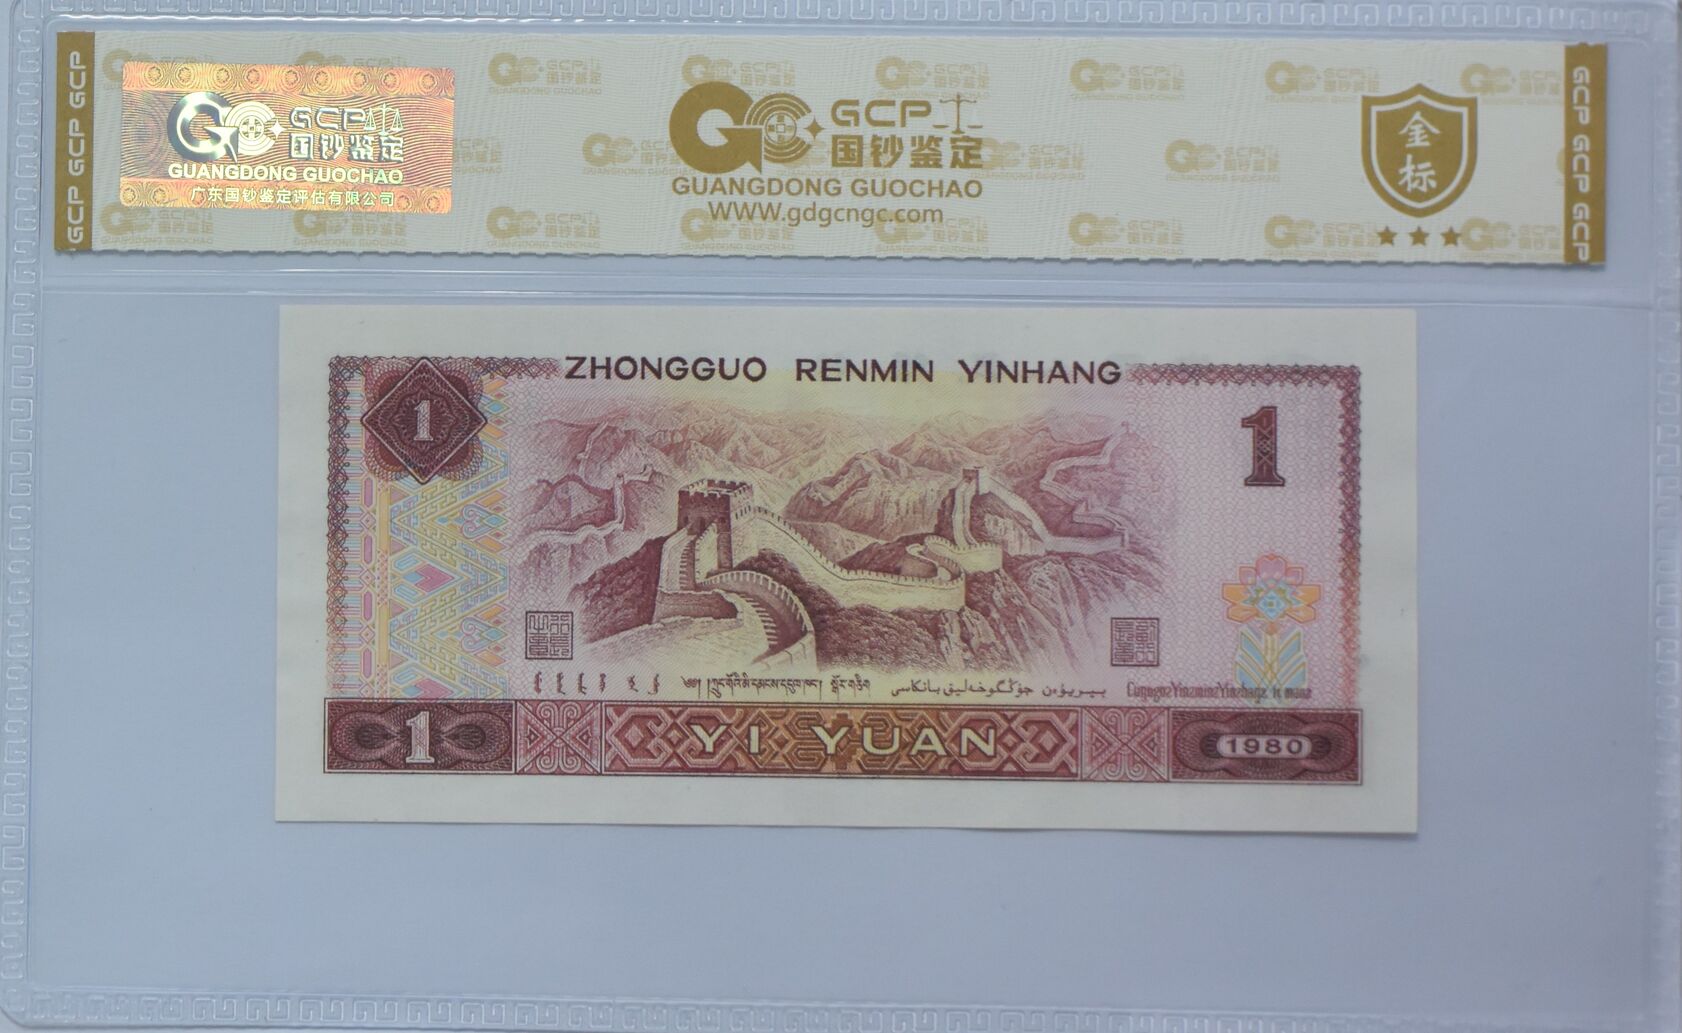 GCP GCP GCP
GCP
国钞鉴定
GUANGDONG GUOCHAO
广东国钞鉴定评估有限公司
GCP
国钞鉴定
GUANGDONG GUOCHAO
WWW.gdgcngc.com
金标
GCP GCP GCP
ZHONGGUO RENMIN YINHANG
1
1
1
YI YUAN
1980